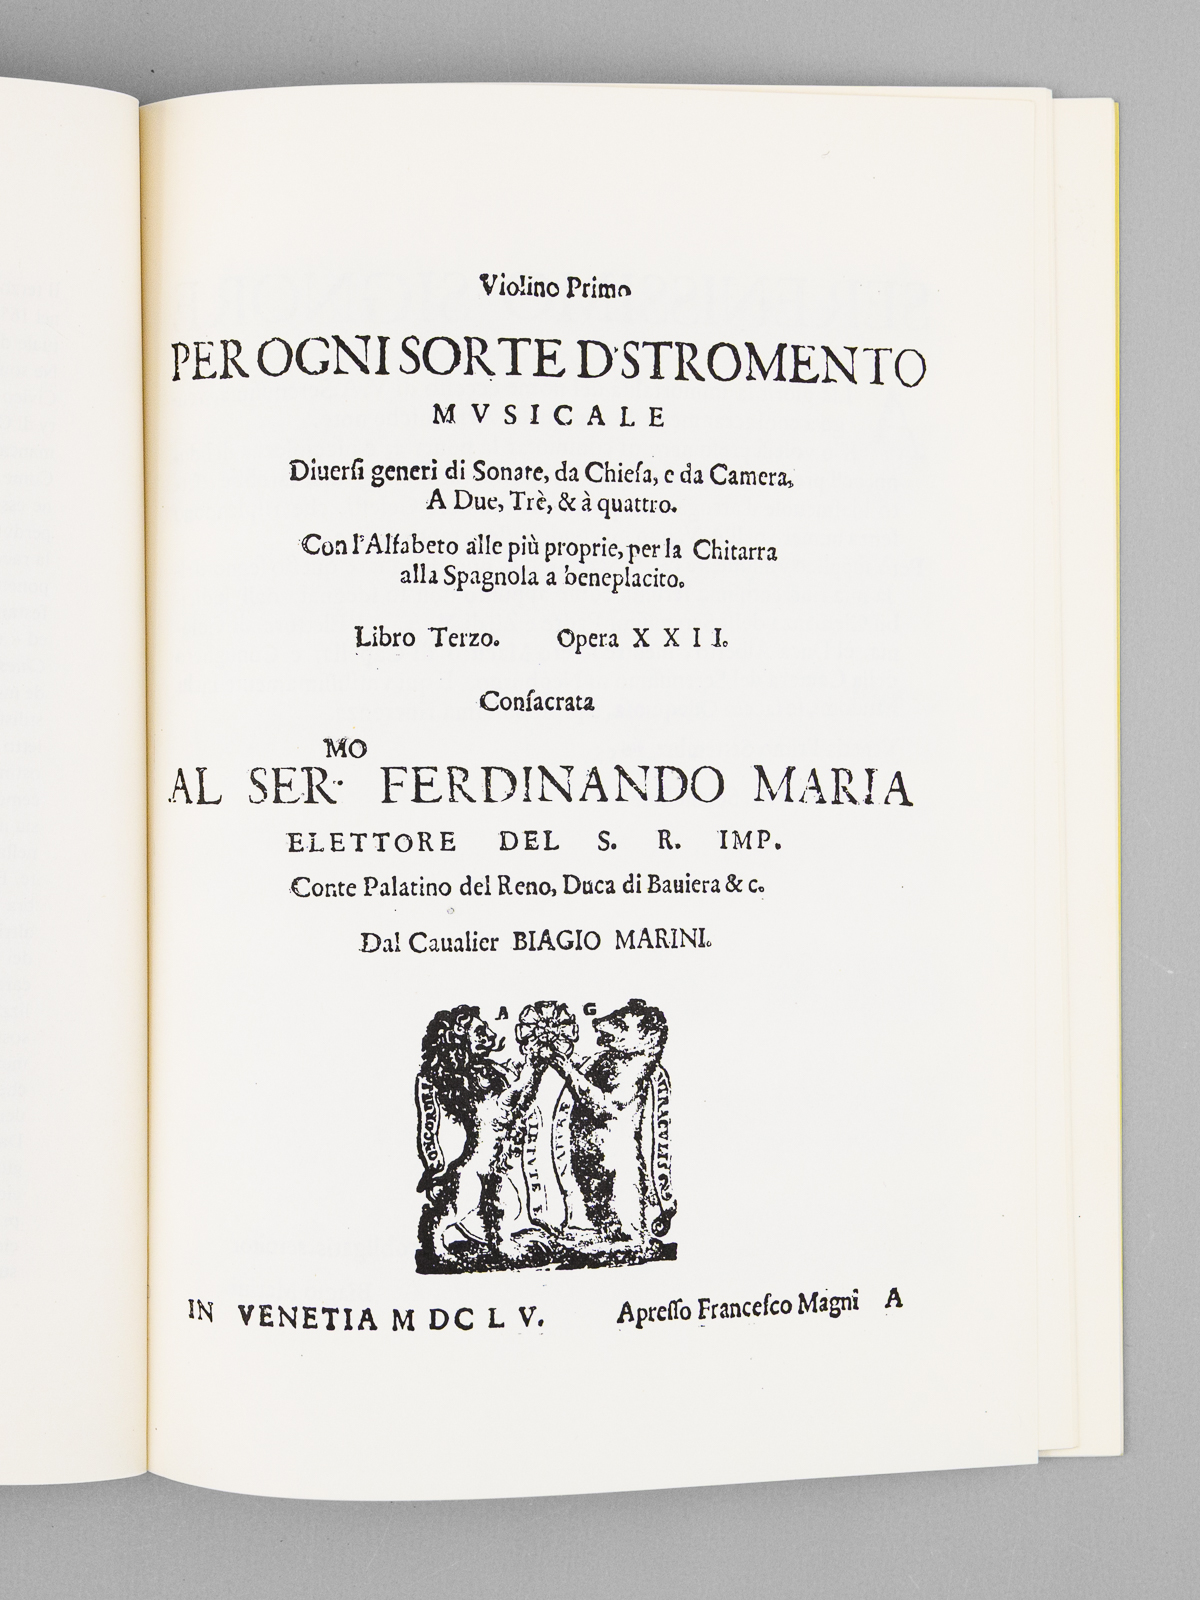 Violino Primo
PER OGNI SORTE D'STROMENTO
MVSICALE
Diuerſi generi di Sonate, da Chieſa, e da Camera,
A Due, Trè, & à quattro.
Con l'Alfabeto alle più proprie, per la Chitarra
alla Spagnola a beneplacito.
Libro Terzo. Opera XXII.
Conſacrata
AL SER.MO FERDINANDO MARIA
ELETTORE DEL S. R. IMP.
Conte Palatino del Reno, Duca di Bauiera & c.
Dal Caualier BIAGIO MARINI.
A G
VIRTVTE
IN VENETIA MDCLV. Apreſſo Franceſco Magni A